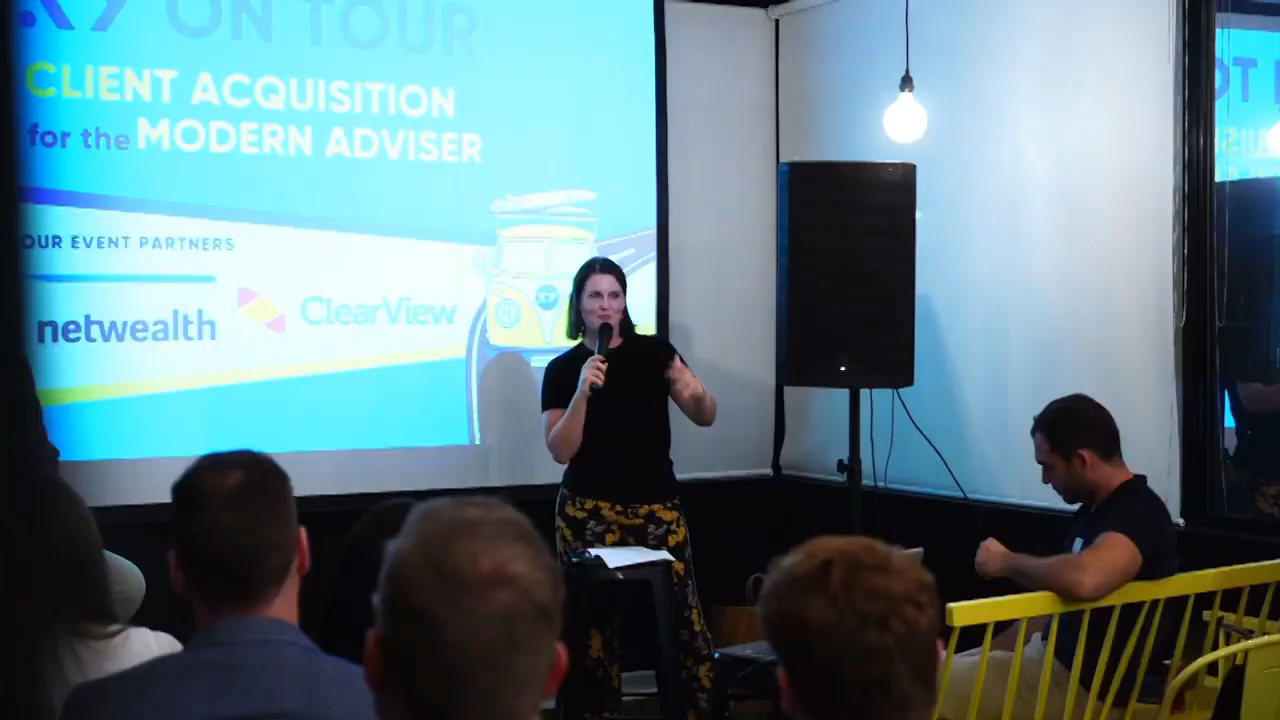 ON TOUR
CLIENT ACQUISITION
for the MODERN ADVISER
OUR EVENT PARTNERS
netwealth
ClearView